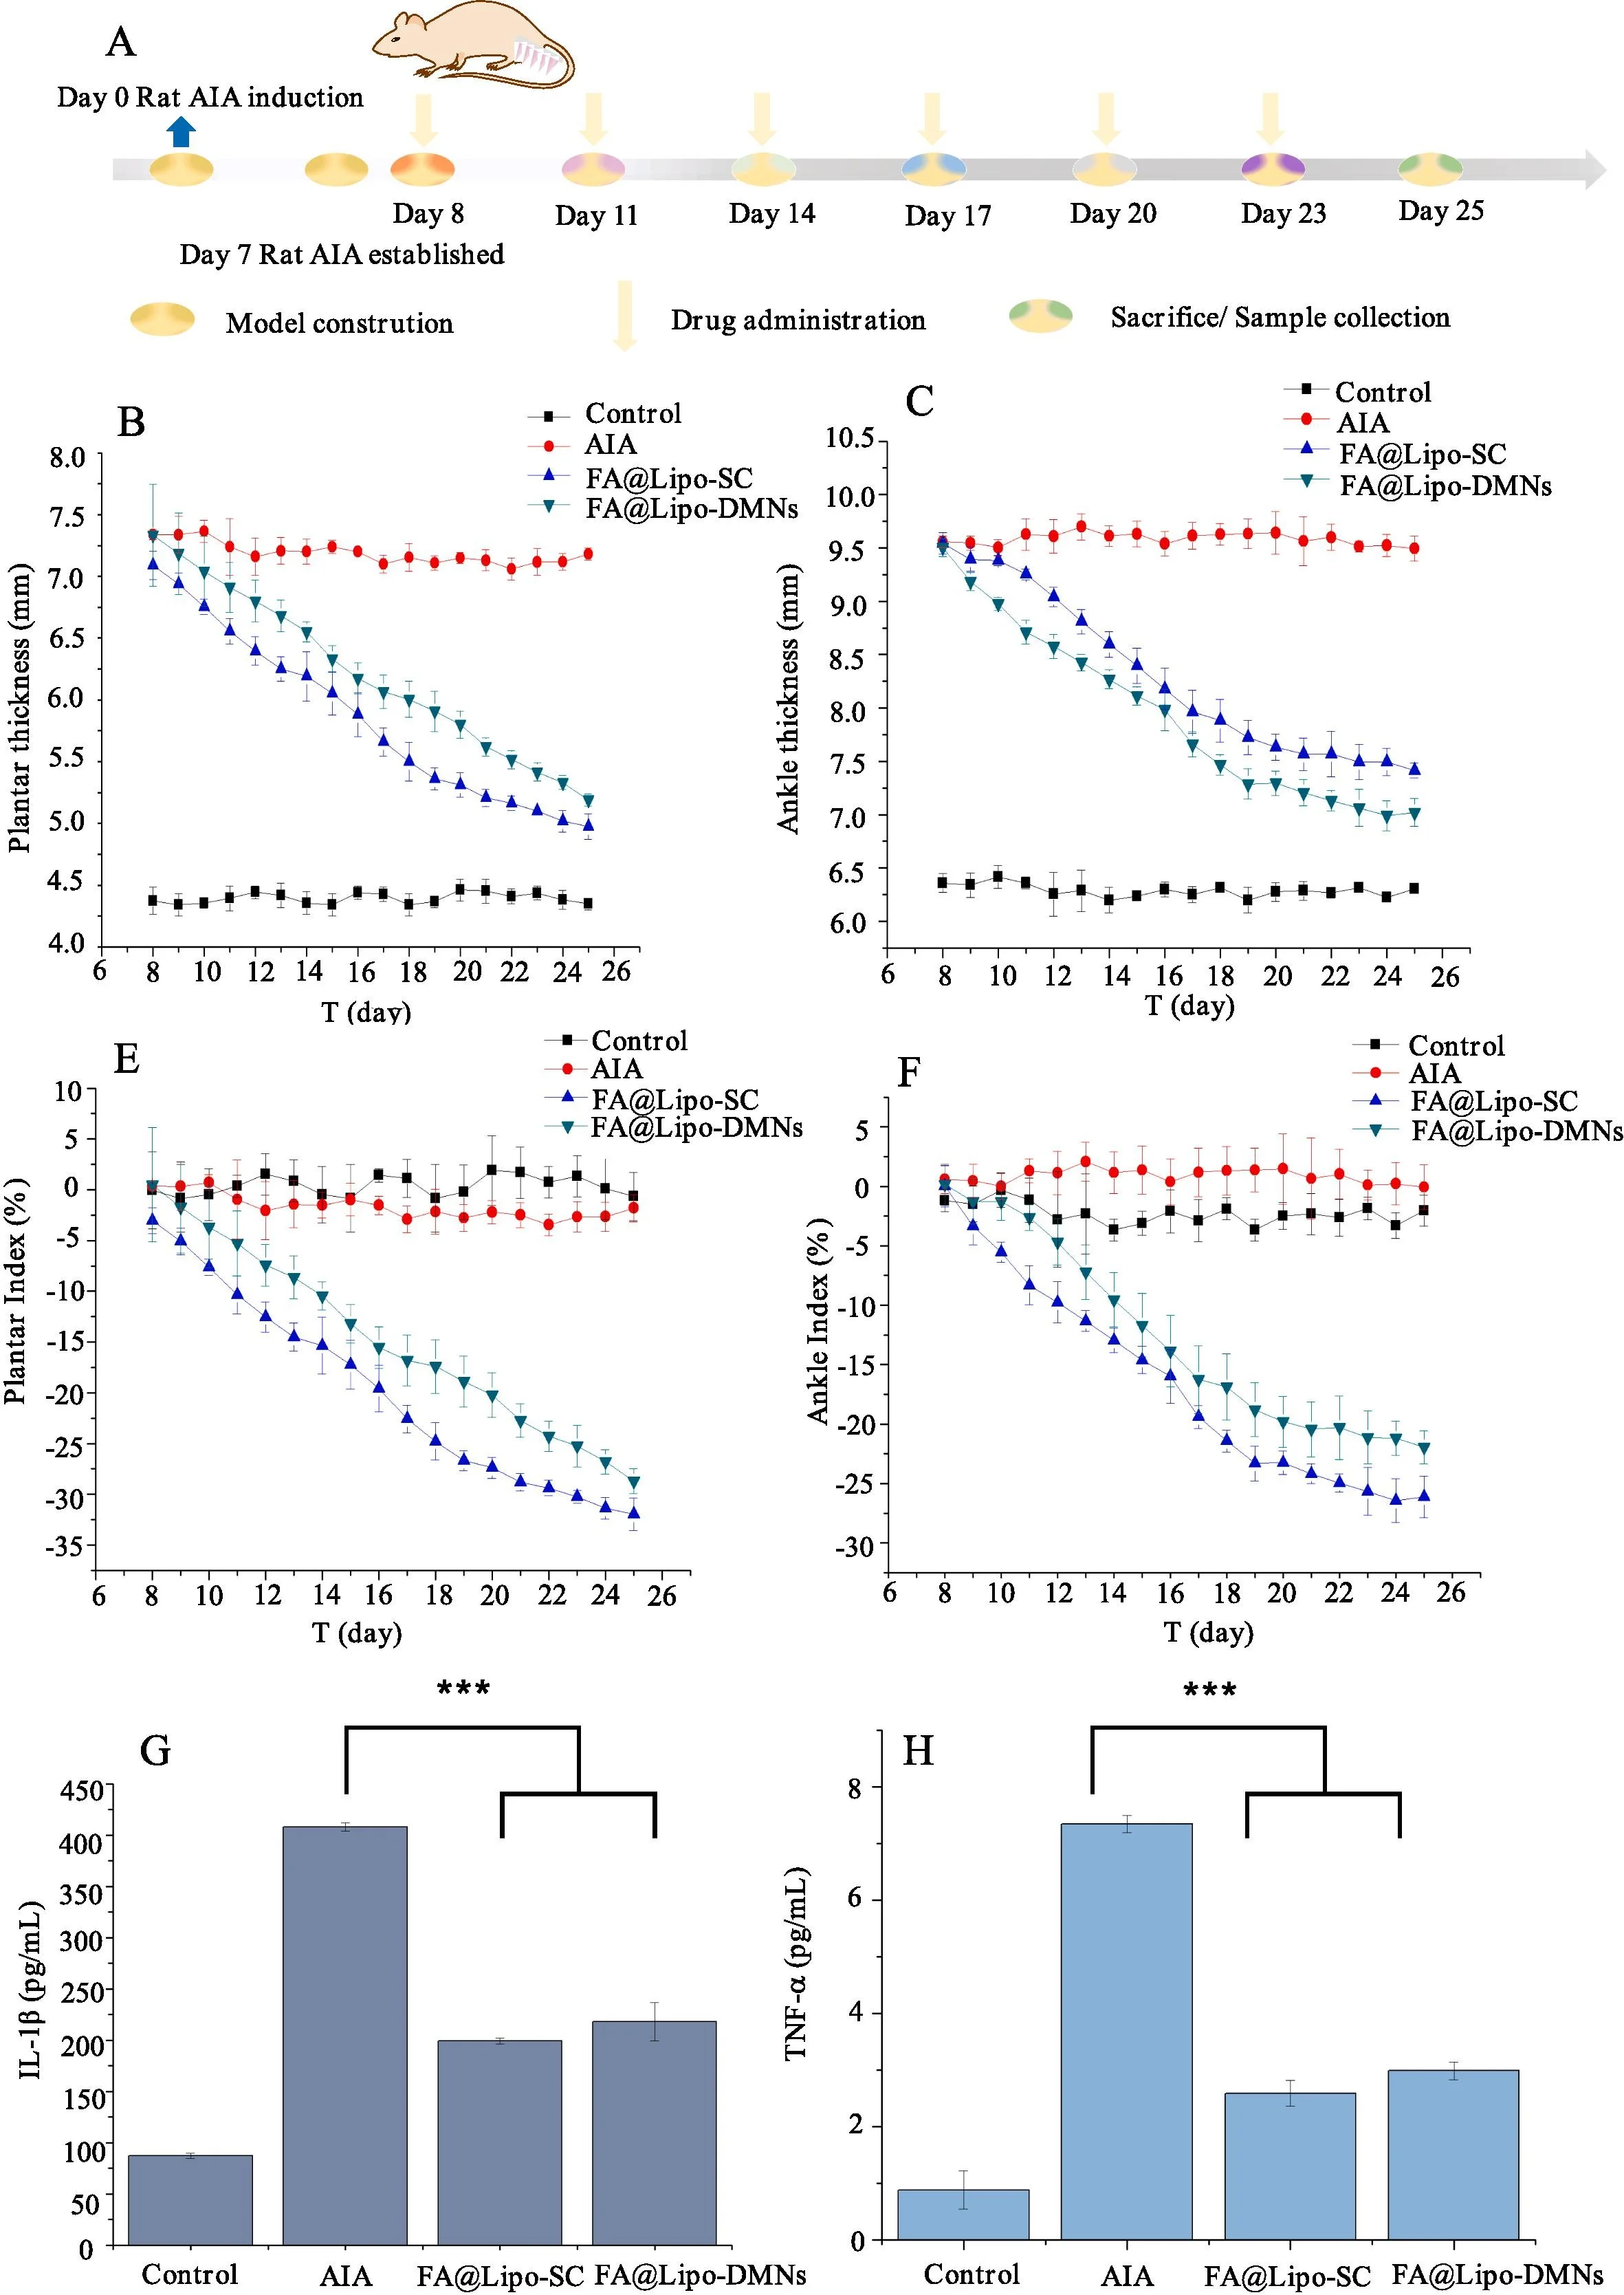 A
Day 0 Rat AIA induction
Day 8
Day 11
Day 14
Day 17
Day 20
Day 23
Day 25
Day 7 Rat AIA established
Model constrution
Drug administration
Sacrifice/ Sample collection
B
Control
AIA
FA@Lipo-SC
FA@Lipo-DMNs
Plantar thickness (mm)
8.0
7.5
7.0
6.5
6.0
5.5
5.0
4.5
4.0
6 8 10 12 14 16 18 20 22 24 26
T (day)
C
Control
AIA
FA@Lipo-SC
FA@Lipo-DMNs
Ankle thickness (mm)
10.5
10.0
9.5
9.0
8.5
8.0
7.5
7.0
6.5
6.0
6 8 10 12 14 16 18 20 22 24 26
T (day)
E
Control
AIA
FA@Lipo-SC
FA@Lipo-DMNs
Plantar Index (%)
10
5
0
-5
-10
-15
-20
-25
-30
-35
6 8 10 12 14 16 18 20 22 24 26
T (day)
F
Control
AIA
FA@Lipo-SC
FA@Lipo-DMNs
Ankle Index (%)
5
0
-5
-10
-15
-20
-25
-30
6 8 10 12 14 16 18 20 22 24 26
T (day)
G
***
IL-1β (pg/mL)
450
400
350
300
250
200
150
100
50
0
Control AIA FA@Lipo-SC FA@Lipo-DMNs
H
***
TNF-α (pg/mL)
8
6
4
2
0
Control AIA FA@Lipo-SC FA@Lipo-DMNs